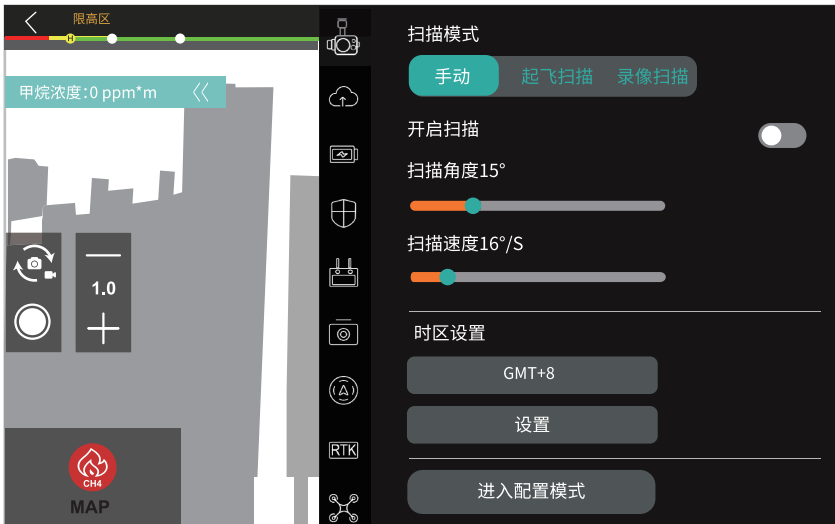 限高区
H
甲烷浓度:0 ppm*m
1.0
CH4
MAP
RTK
扫描模式
手动 起飞扫描 录像扫描
开启扫描
扫描角度15°
扫描速度16°/S
时区设置
GMT+8
设置
进入配置模式